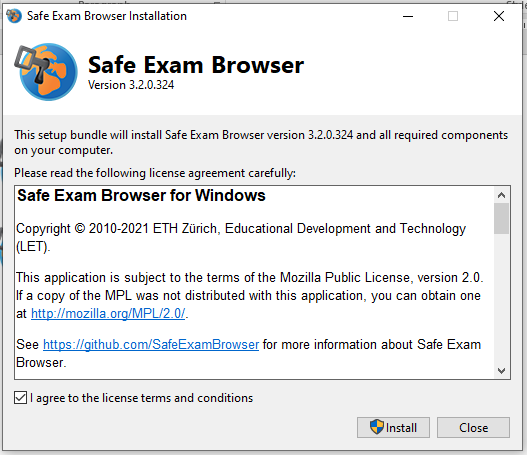 Safe Exam Browser Installation
Safe Exam Browser
Version 3.2.0.324
This setup bundle will install Safe Exam Browser version 3.2.0.324 and all required components
on your computer.
Please read the following license agreement carefully:
Safe Exam Browser for Windows
Copyright © 2010-2021 ETH Zürich, Educational Development and Technology
(LET).
This application is subject to the terms of the Mozilla Public License, version 2.0.
If a copy of the MPL was not distributed with this application, you can obtain one
at http://mozilla.org/MPL/2.0/.
See https://github.com/SafeExamBrowser for more information about Safe Exam
Browser.
I agree to the license terms and conditions
Install
Close